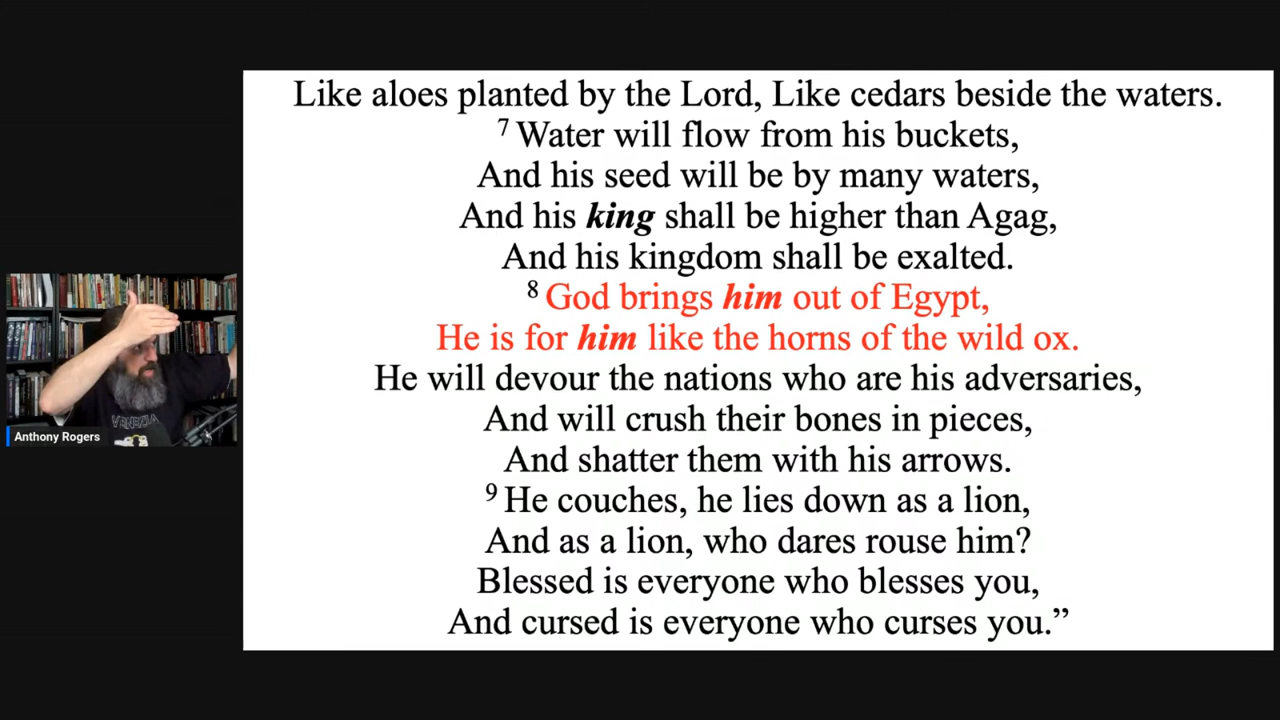 Like aloes planted by the Lord, Like cedars beside the waters.
7 Water will flow from his buckets,
And his seed will be by many waters,
And his king shall be higher than Agag,
And his kingdom shall be exalted.
8 God brings him out of Egypt,
He is for him like the horns of the wild ox.
He will devour the nations who are his adversaries,
And will crush their bones in pieces,
And shatter them with his arrows.
9 He couches, he lies down as a lion,
And as a lion, who dares rouse him?
Blessed is everyone who blesses you,
And cursed is everyone who curses you.”
Anthony Rogers